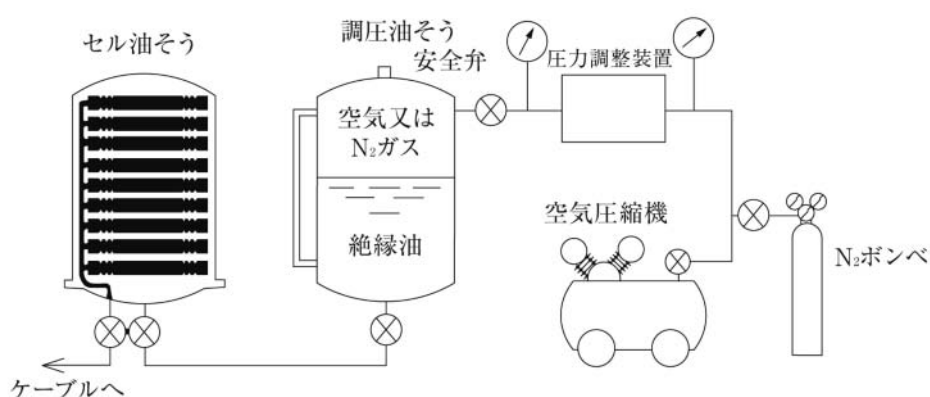 セル油そう
調圧油そう
安全弁
圧力調整装置
空気又は
N₂ガス
絶縁油
空気圧縮機
N₂ボンベ
ケーブルへ